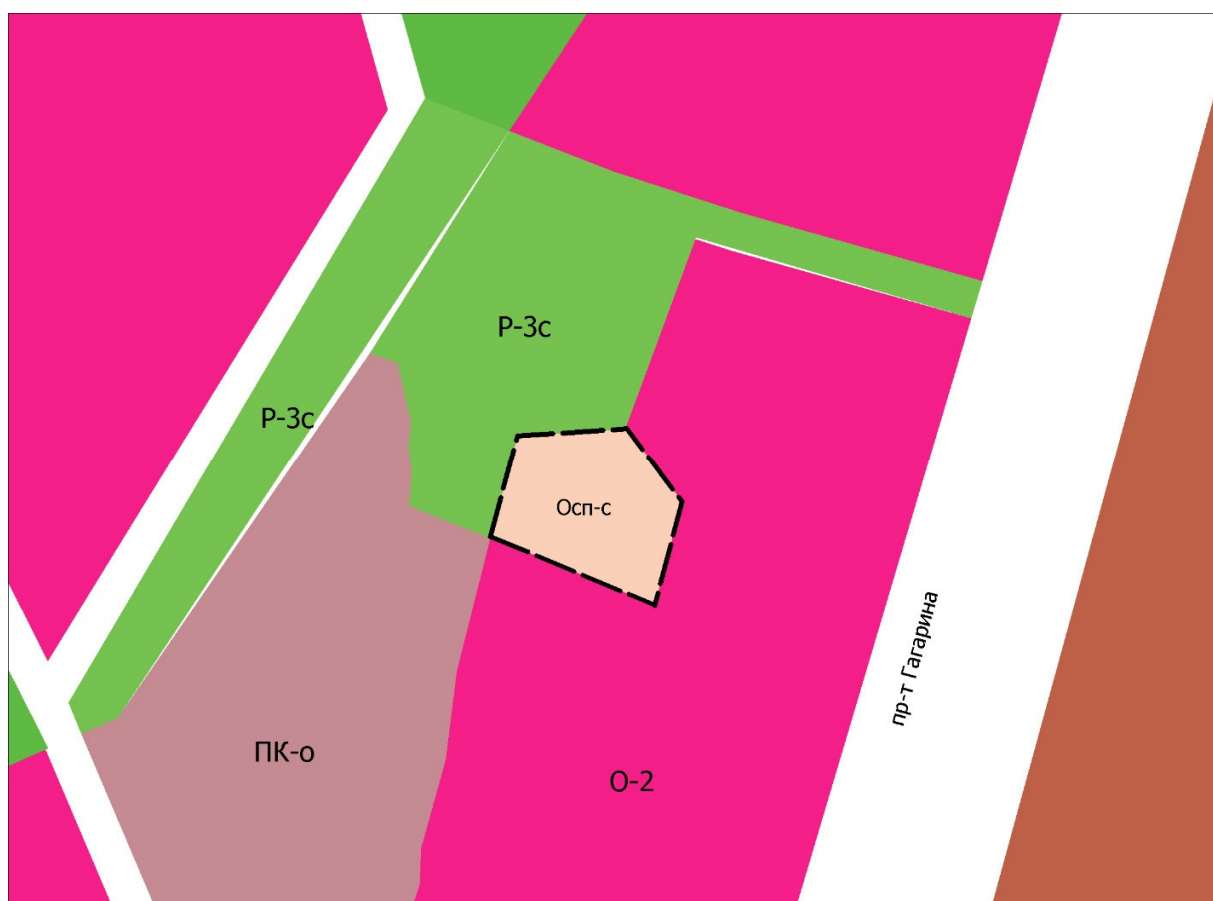 Р-3с
Р-3с
Осп-с
пр-т Гагарина
ПК-о
О-2